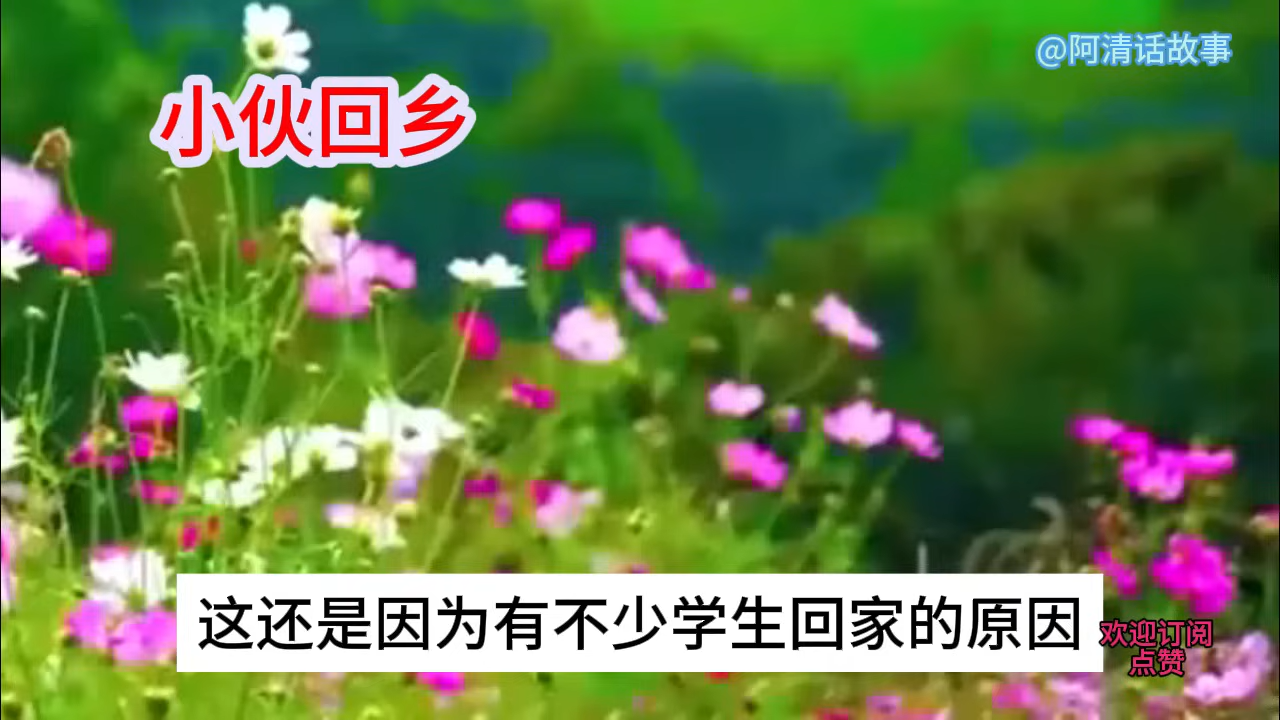 @阿清话故事
小伙回乡
这还是因为有不少学生回家的原因
欢迎订阅
点赞